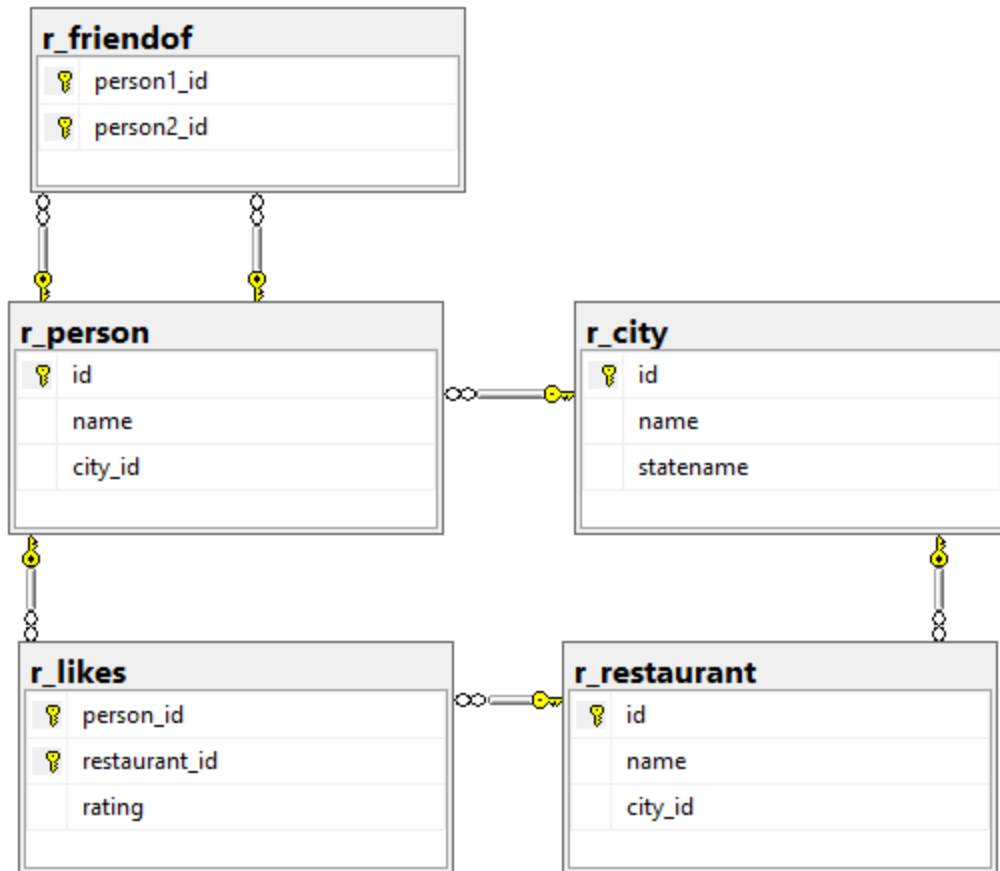 r_friendof
person1_id
person2_id
r_person
id
name
city_id
r_city
id
name
statename
r_likes
person_id
restaurant_id
rating
r_restaurant
id
name
city_id